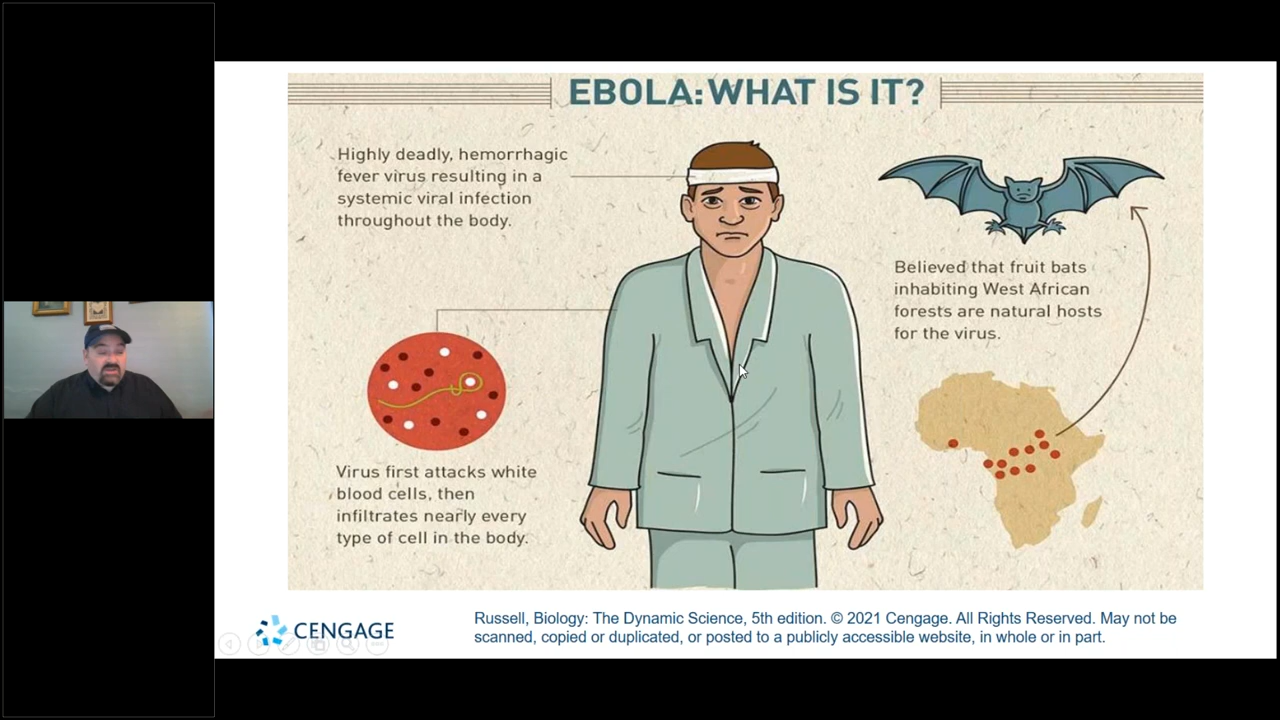 EBOLA: WHAT IS IT?
Highly deadly, hemorrhagic
fever virus resulting in a
systemic viral infection
throughout the body.
Believed that fruit bats
inhabiting West African
forests are natural hosts
for the virus.
Virus first attacks white
blood cells, then
infiltrates nearly every
type of cell in the body.
CENGAGE
Russell, Biology: The Dynamic Science, 5th edition. © 2021 Cengage. All Rights Reserved. May not be
scanned, copied or duplicated, or posted to a publicly accessible website, in whole or in part.